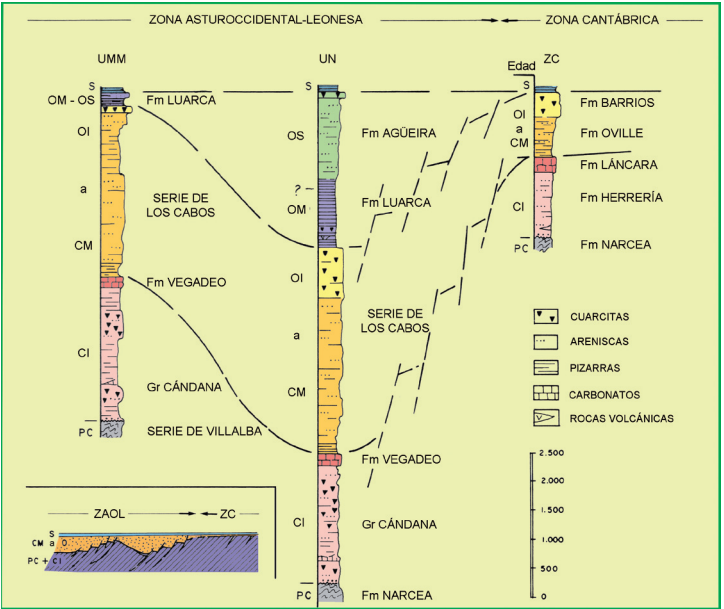 ZONA ASTUROCCIDENTAL-LEONESA
ZONA CANTÁBRICA
UMM
S
OM - OS
OI
a
CM
CI
PC
Fm LUARCA
SERIE DE
LOS CABOS
Fm VEGADEO
Gr CÁNDANA
SERIE DE VILLALBA
UN
OS
?
OM
OI
a
CM
CI
PC
Fm AGÜEIRA
Fm LUARCA
SERIE DE
LOS CABOS
Fm VEGADEO
Gr CÁNDANA
Fm NARCEA
Edad
ZC
S
OI
a
CM
CI
PC
Fm BARRIOS
Fm OVILLE
Fm LÁNCARA
Fm HERRERÍA
Fm NARCEA
CUARCITAS
ARENISCAS
PIZARRAS
CARBONATOS
ROCAS VOLCÁNICAS
2.500
2.000
1.500
1.000
500
0
ZAOL
ZC
S
CM a O
PC + CI